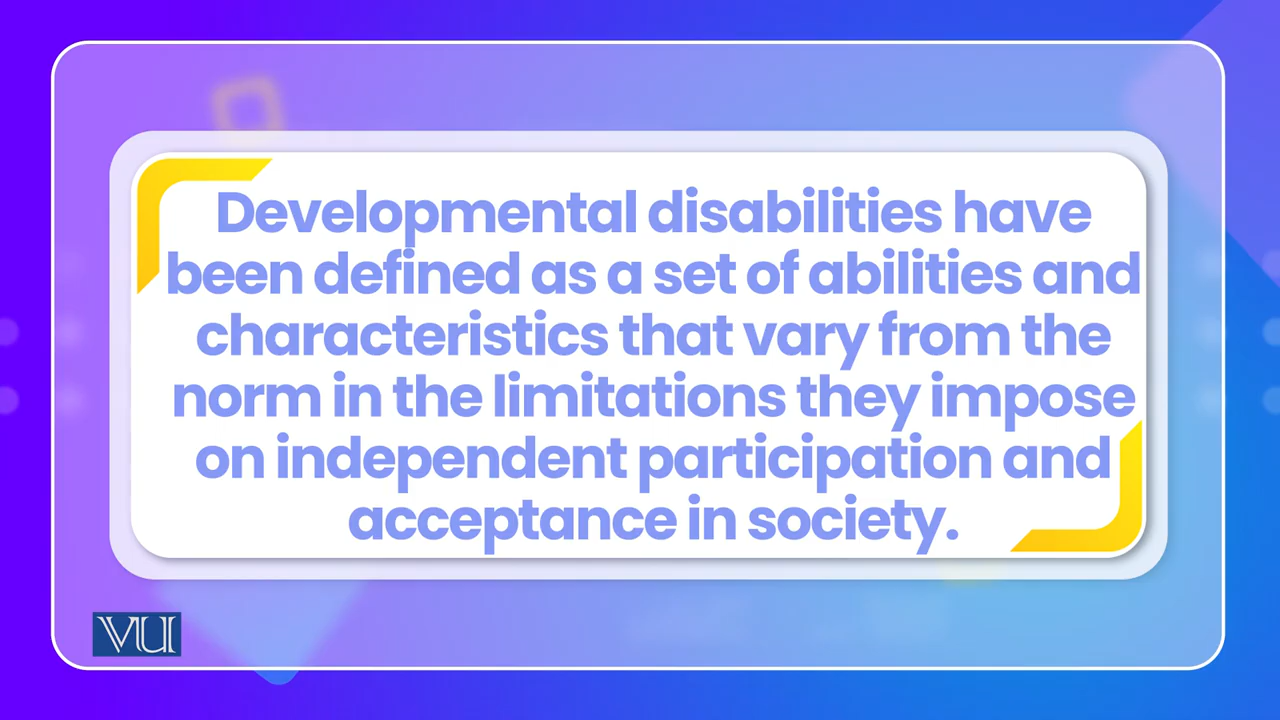 Developmental disabilities have
been defined as a set of abilities and
characteristics that vary from the
norm in the limitations they impose
on independent participation and
acceptance in society.
VU